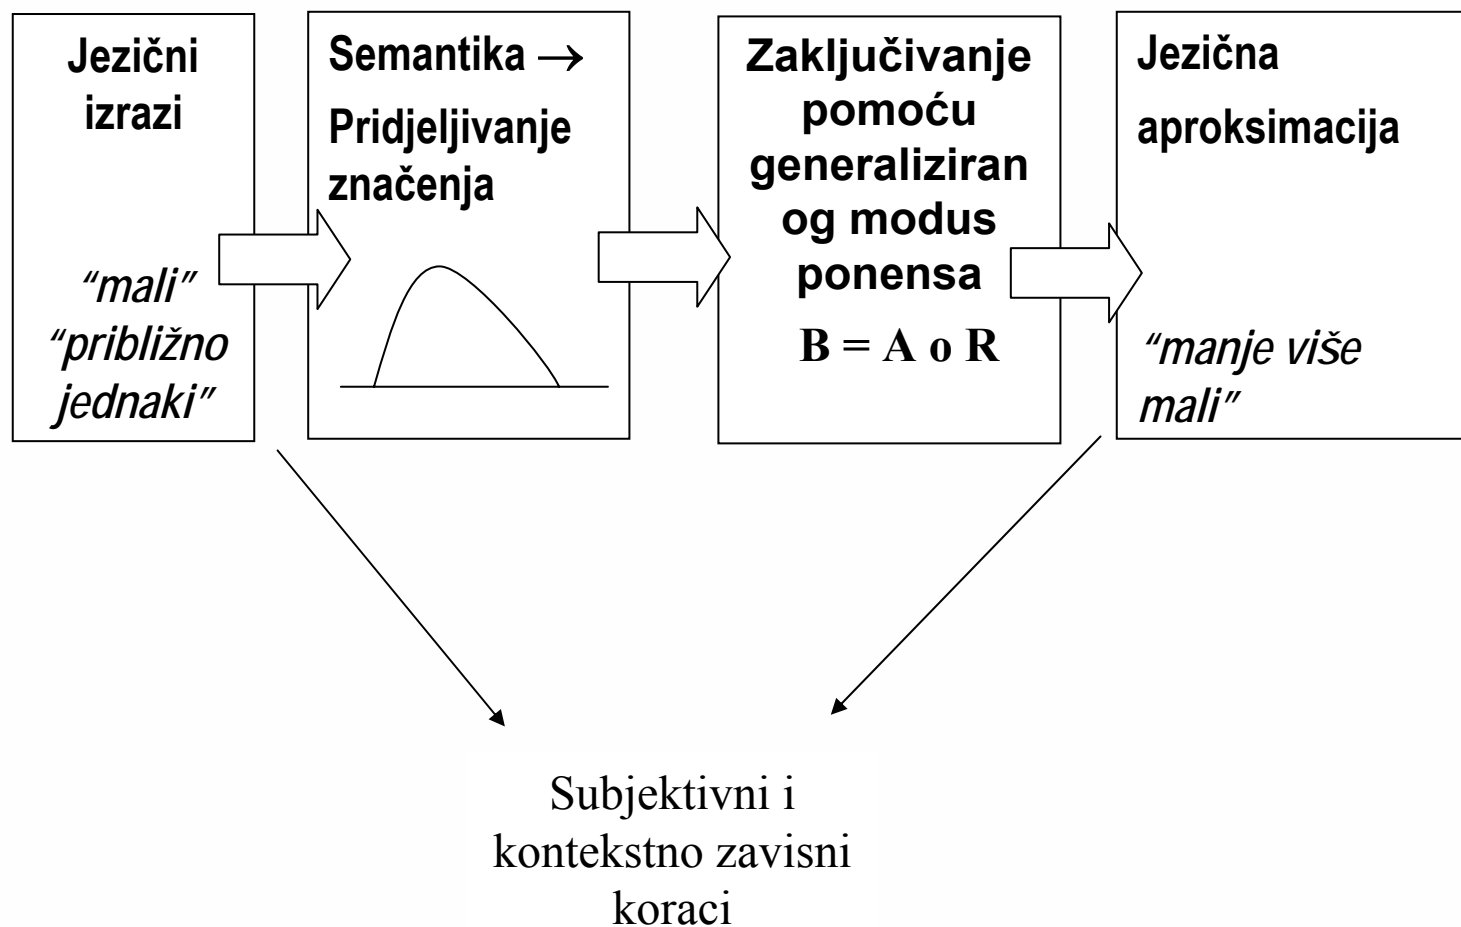 Jezični
izrazi
“mali”
“približno
jednaki”
Semantika →
Pridjeljivanje
značenja
Zaključivanje
pomoću
generaliziran
og modus
ponensa
B = A o R
Jezična
aproksimacija
“manje više
mali”
Subjektivni i
kontekstno zavisni
koraci